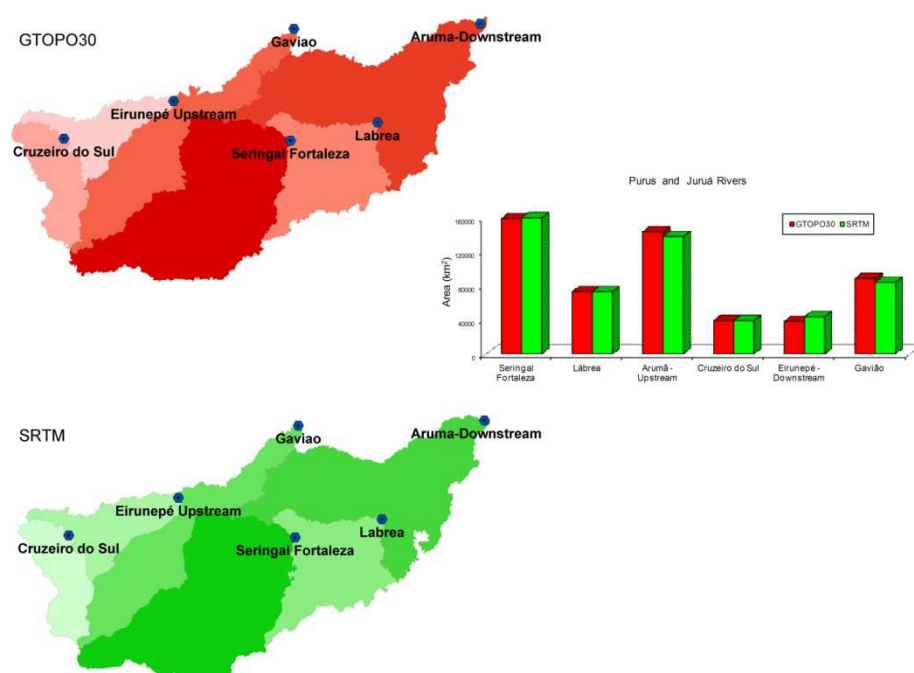 GTOPO30
Gaviao
Aruma-Downstream
Eirunepé Upstream
Cruzeiro do Sul
Seringal Fortaleza
Labrea
Purus and Juruá Rivers
GTOPO30
SRTM
Area (km²)
160000
120000
80000
40000
0
Seringal
Fortaleza
Lábrea
Arumã -
Upstream
Cruzeiro do Sul
Eirunepé -
Downstream
Gavião
SRTM
Gaviao
Aruma-Downstream
Eirunepé Upstream
Cruzeiro do Sul
Seringal Fortaleza
Labrea